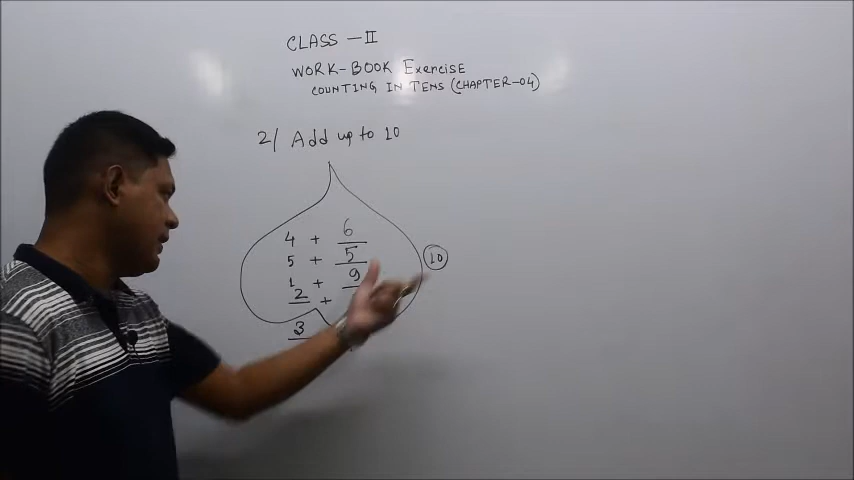 CLASS - II
WORK-BOOK Exercise
COUNTING IN TENS (CHAPTER-04)
2/ Add up to 10
4 + 6
5 + 5
10
1 + 9
2 +
3